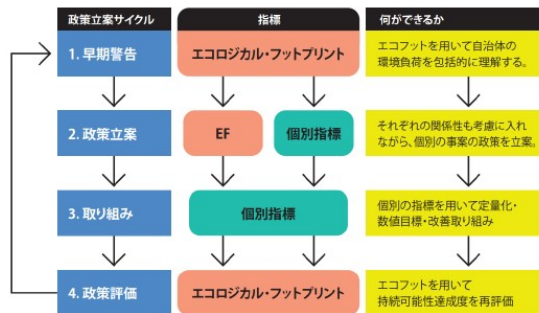 政策立案サイクル
指標
何ができるか
1. 早期警告
エコロジカル・フットプリント
エコフットを用いて自治体の
環境負荷を包括的に理解する。
2. 政策立案
EF
個別指標
それぞれの関係性も考慮に入れ
ながら、個別の事案の政策を立案。
3. 取り組み
個別指標
個別の指標を用いて定量化・
数値目標・改善取り組み
4. 政策評価
エコロジカル・フットプリント
エコフットを用いて
持続可能性達成度を再評価